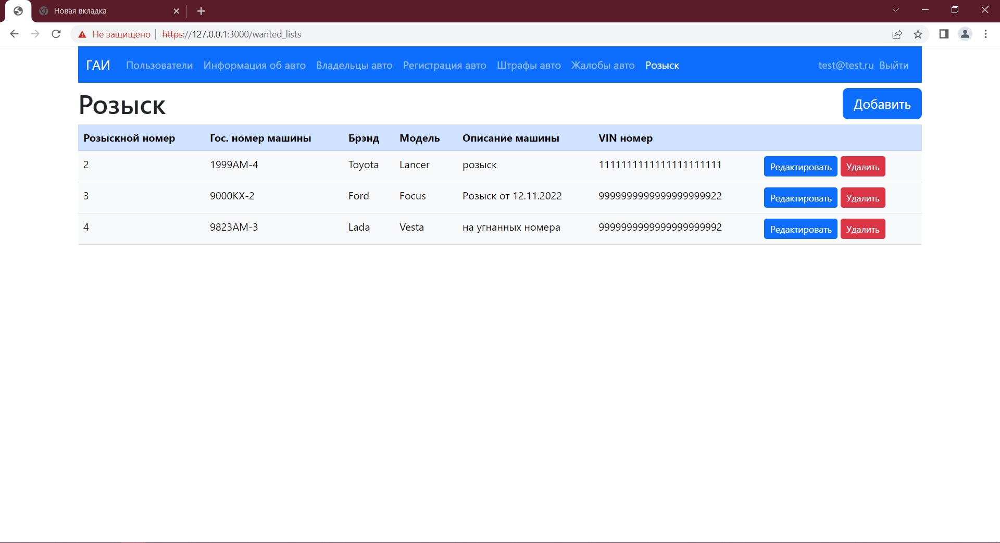 Новая вкладка
Не защищено | https://127.0.0.1:3000/wanted_lists
ГАИ Пользователи Информация об авто Владельцы авто Регистрация авто Штрафы авто Жалобы авто Розыск test@test.ru Выйти
Розыск Добавить
Розыскной номер Гос. номер машины Брэнд Модель Описание машины VIN номер
2 1999AM-4 Toyota Lancer розыск 1111111111111111111111 Редактировать Удалить
3 9000KX-2 Ford Focus Розыск от 12.11.2022 9999999999999999999922 Редактировать Удалить
4 9823AM-3 Lada Vesta на угнанных номера 9999999999999999999992 Редактировать Удалить